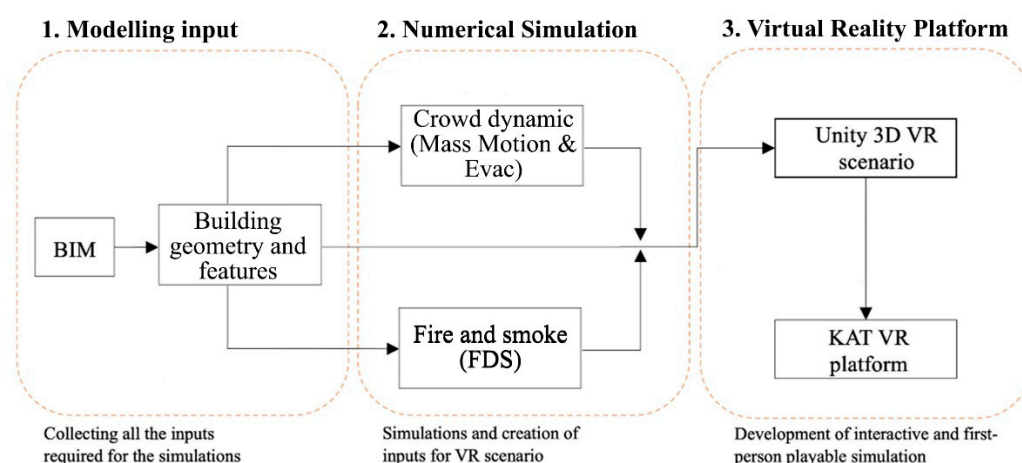 1. Modelling input
2. Numerical Simulation
3. Virtual Reality Platform
BIM
Building
geometry and
features
Crowd dynamic
(Mass Motion &
Evac)
Fire and smoke
(FDS)
Unity 3D VR
scenario
KAT VR
platform
Collecting all the inputs
required for the simulations
Simulations and creation of
inputs for VR scenario
Development of interactive and first-
person playable simulation